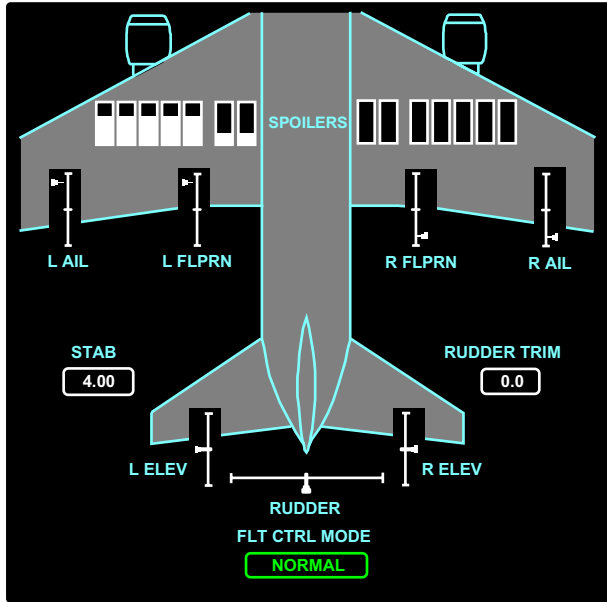 SPOILERS
L AIL
L FLPRN
R FLPRN
R AIL
STAB
RUDDER TRIM
4.00
0.0
L ELEV
R ELEV
RUDDER
FLT CTRL MODE
NORMAL